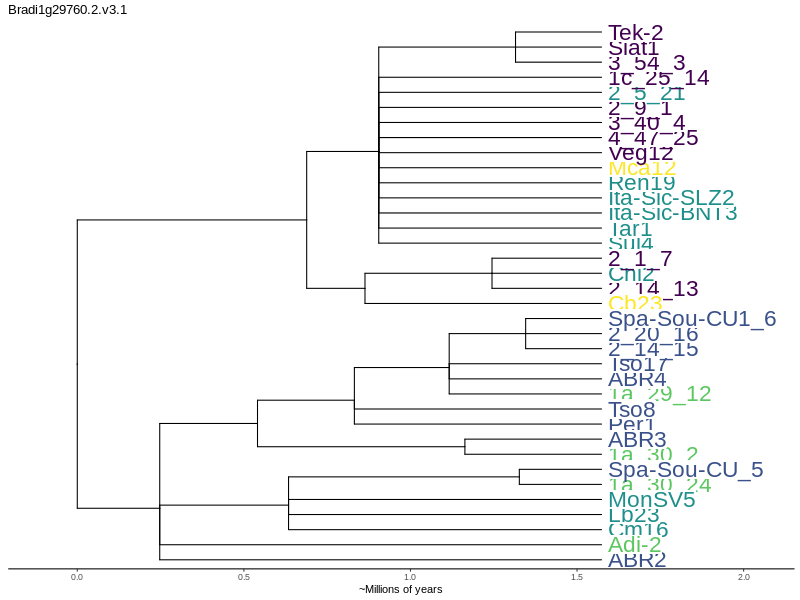 Bradi1g29760.2.v3.1
Tek-2
Slat1
3_54_3
1c_25_14
2_5_21
2_9_1
3_40_4
4_47_25
Veg12
Mca12
Ren19
Ita-Sic-SLZ2
Ita-Sic-BNT3
Tar1
Sul4
2_1_7
Chi2
2_14_13
Cb23
Spa-Sou-CU1_6
2_20_16
2_14_15
Tso17
ABR4
Ta_29_12
Tso8
Per1
ABR3
Ta_30_2
Spa-Sou-CU_5
Ta_30_24
MonSV5
Lb23
Cm16
Adi-2
ABR2
0.0 0.5 1.0 1.5 2.0
~Millions of years